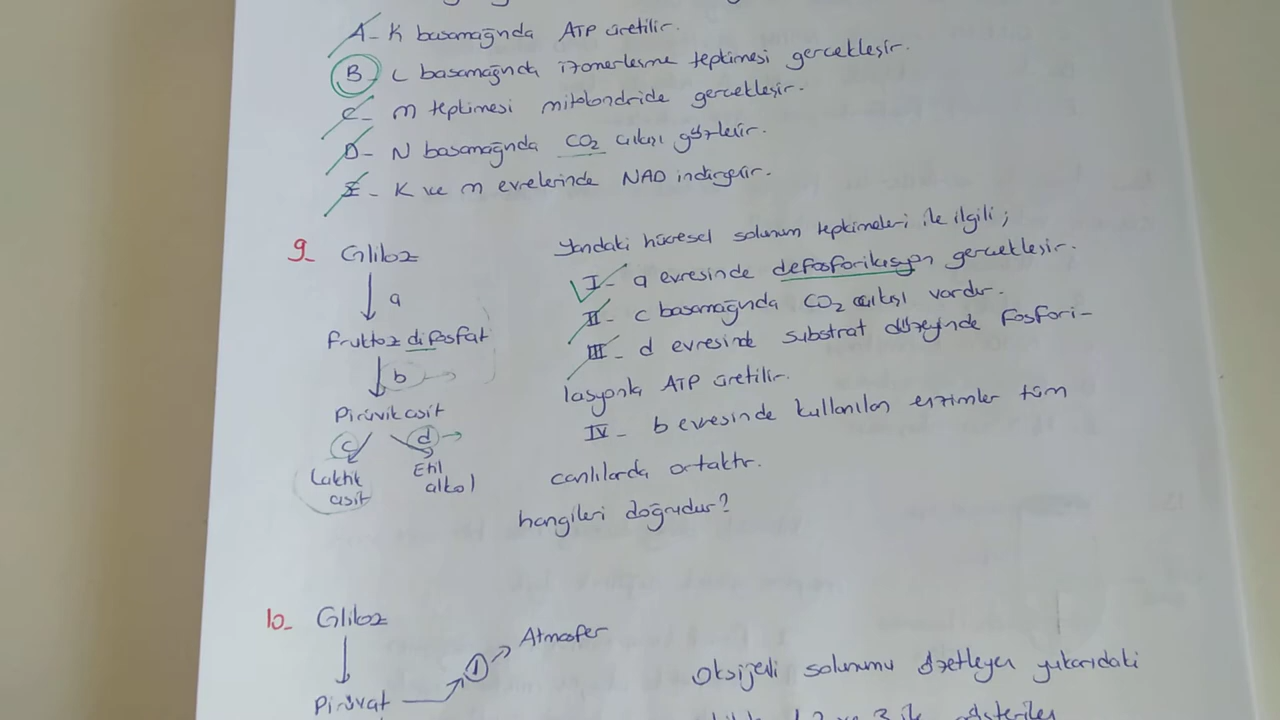 A- K basamağında ATP üretilir.
B- L basamağında izomerleşme tepkimesi gerçekleşir.
C- m tepkimesi mitokondride gerçekleşir.
D- N basamağında CO2 çıkışı gözlenir.
E- K ve m evrelerinde NAD indirgenir.
9- Glikoz
a
fruktoz difosfat
b
Pirüvik asit
c d
Laktik asit
Etil alkol
Yandaki hücresel solunum tepkimeleri ile ilgili;
I- a evresinde defosforilasyon gerçekleşir.
II- c basamağında CO2 çıkışı vardır.
III- d evresinde substrat düzeyinde fosfori-
lasyonla ATP üretilir.
IV- b evresinde kullanılan enzimler tüm
canlılarda ortaktır.
hangileri doğrudur?
10- Glikoz
Pirüvat
1
Atmosfer
Oksijenli solunumu özetleyen yukarıdaki